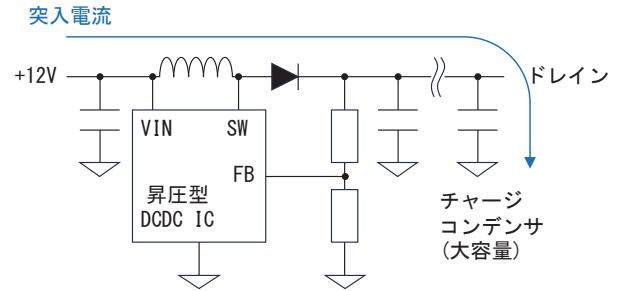 突入電流
+12V
ドレイン
VIN
SW
FB
昇圧型
DCDC IC
チャージ
コンデンサ
(大容量)